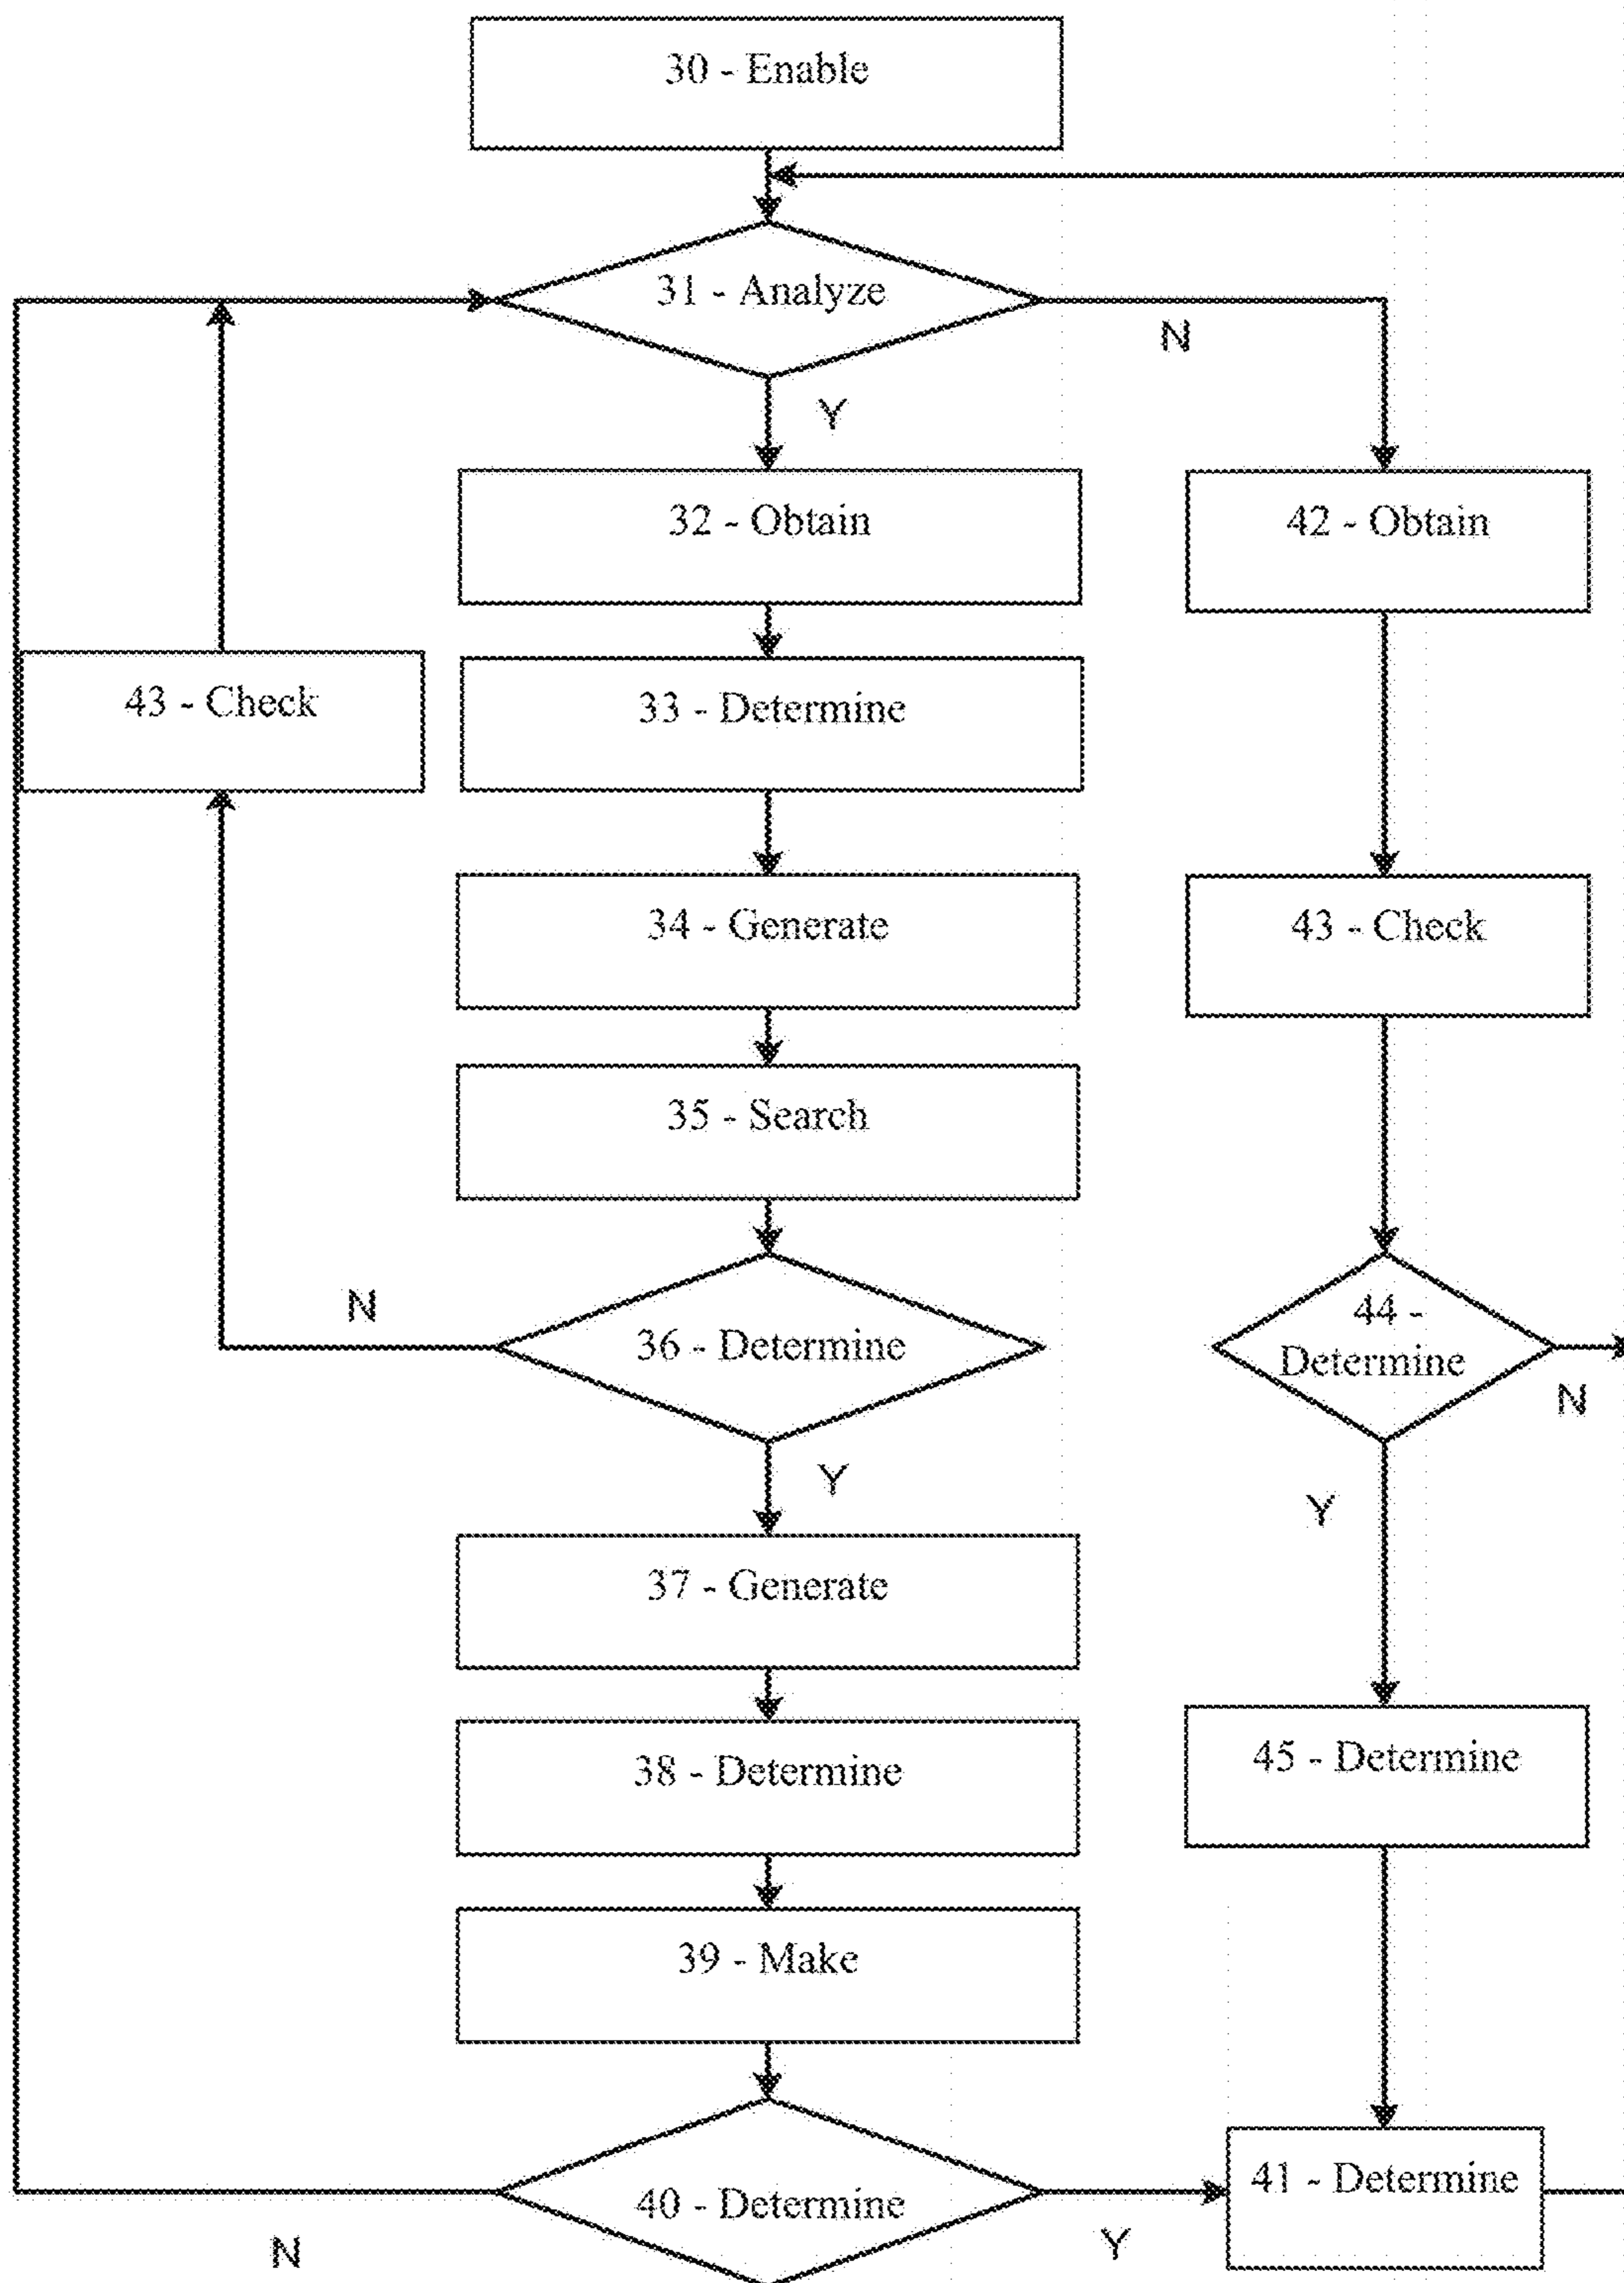 30 - Enable
31 - Analyze
N
Y
32 - Obtain
42 - Obtain
43 - Check
33 - Determine
34 - Generate
43 - Check
35 - Search
N
36 - Determine
44 -
Determine
N
Y
Y
37 - Generate
38 - Determine
45 - Determine
39 - Make
40 - Determine
41 - Determine
N
Y